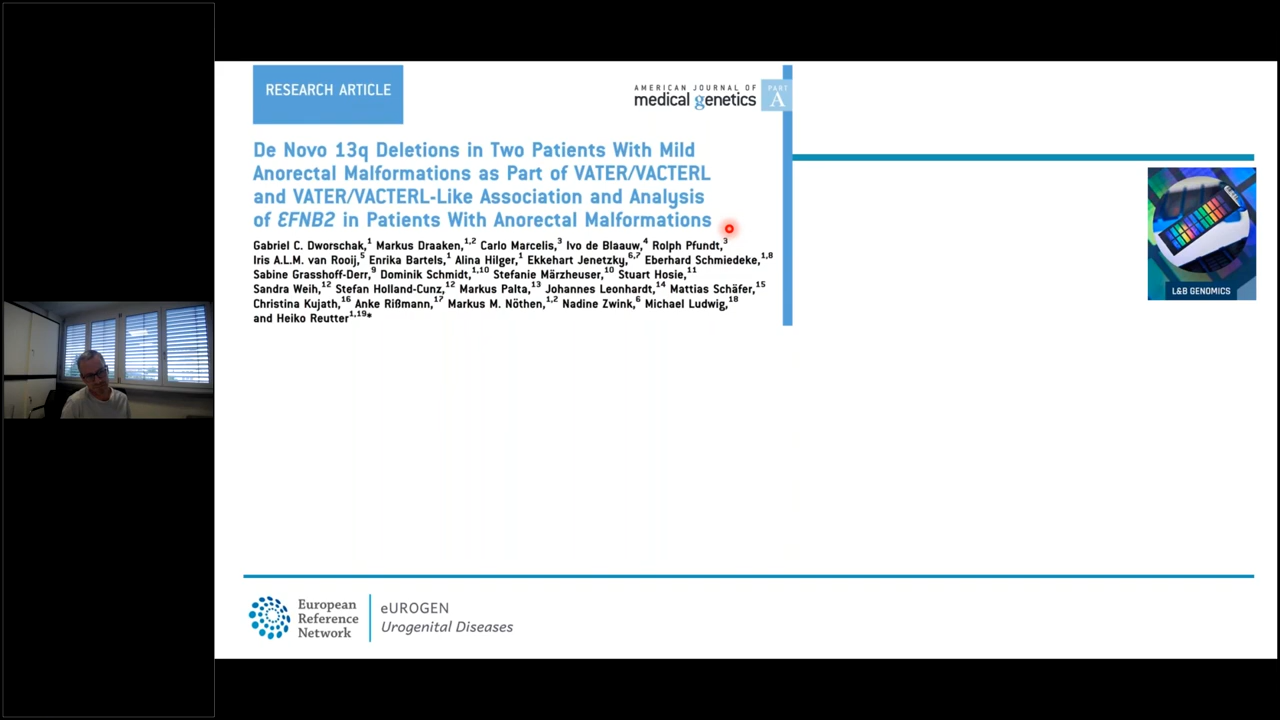 RESEARCH ARTICLE
AMERICAN JOURNAL OF
medical genetics
PART
A
De Novo 13q Deletions in Two Patients With Mild
Anorectal Malformations as Part of VATER/VACTERL
and VATER/VACTERL-Like Association and Analysis
of EFNB2 in Patients With Anorectal Malformations
Gabriel C. Dworschak,1 Markus Draaken,1,2 Carlo Marcelis,3 Ivo de Blaauw,4 Rolph Pfundt,3
Iris A.L.M. van Rooij,5 Enrika Bartels,1 Alina Hilger,1 Ekkehart Jenetzky,6,7 Eberhard Schmiedeke,1,8
Sabine Grasshoff-Derr,9 Dominik Schmidt,1,10 Stefanie Märzheuser,10 Stuart Hosie,11
Sandra Weih,12 Stefan Holland-Cunz,12 Markus Palta,13 Johannes Leonhardt,14 Mattias Schäfer,15
Christina Kujath,16 Anke Rißmann,17 Markus M. Nöthen,1,2 Nadine Zwink,6 Michael Ludwig,18
and Heiko Reutter1,19*
L&B GENOMICS
European
Reference
Network
eUROGEN
Urogenital Diseases